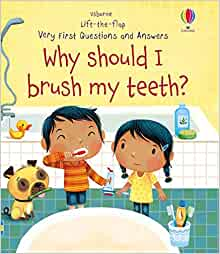 Usborne
Lift-the-flap
Very First Questions and Answers
Why should I
brush my teeth?